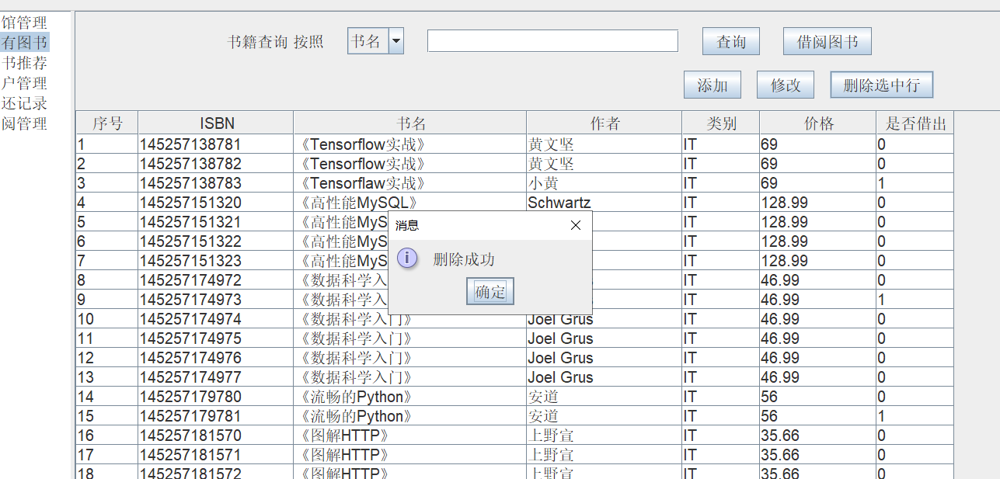 馆管理
有图书
书推荐
户管理
还记录
阅管理
书籍查询 按照 书名 查询 借阅图书
添加 修改 删除选中行
序号 ISBN 书名 作者 类别 价格 是否借出
1 145257138781 《Tensorflow实战》 黄文坚 IT 69 0
2 145257138782 《Tensorflow实战》 黄文坚 IT 69 0
3 145257138783 《Tensorflaw实战》 小黄 IT 69 1
4 145257151320 《高性能MySQL》 Schwartz IT 128.99 0
5 145257151321 《高性能MyS IT 128.99 0
6 145257151322 《高性能MyS IT 128.99 0
7 145257151323 《高性能MyS IT 128.99 0
8 145257174972 《数据科学入 IT 46.99 0
9 145257174973 《数据科学入 IT 46.99 1
10 145257174974 《数据科学入门》 Joel Grus IT 46.99 0
11 145257174975 《数据科学入门》 Joel Grus IT 46.99 0
12 145257174976 《数据科学入门》 Joel Grus IT 46.99 0
13 145257174977 《数据科学入门》 Joel Grus IT 46.99 0
14 145257179780 《流畅的Python》 安道 IT 56 0
15 145257179781 《流畅的Python》 安道 IT 56 1
16 145257181570 《图解HTTP》 上野宣 IT 35.66 0
17 145257181571 《图解HTTP》 上野宣 IT 35.66 0
18 145257181572 《图解HTTP》 上野宣 IT 35.66 0
消息
删除成功
确定